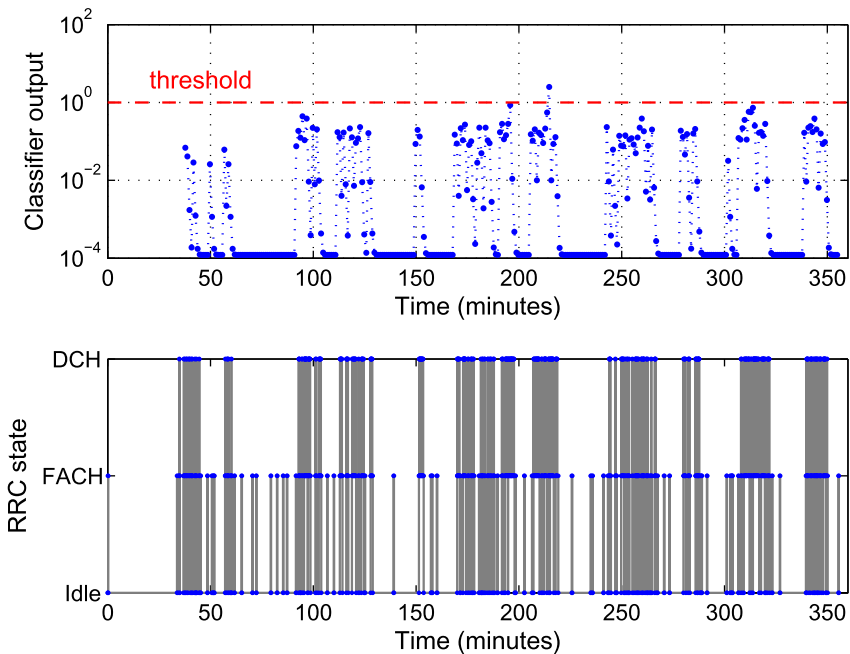 10^2
threshold
10^0
10^-2
10^-4
Classifier output
0 50 100 150 200 250 300 350
Time (minutes)
DCH
FACH
Idle
RRC state
0 50 100 150 200 250 300 350
Time (minutes)